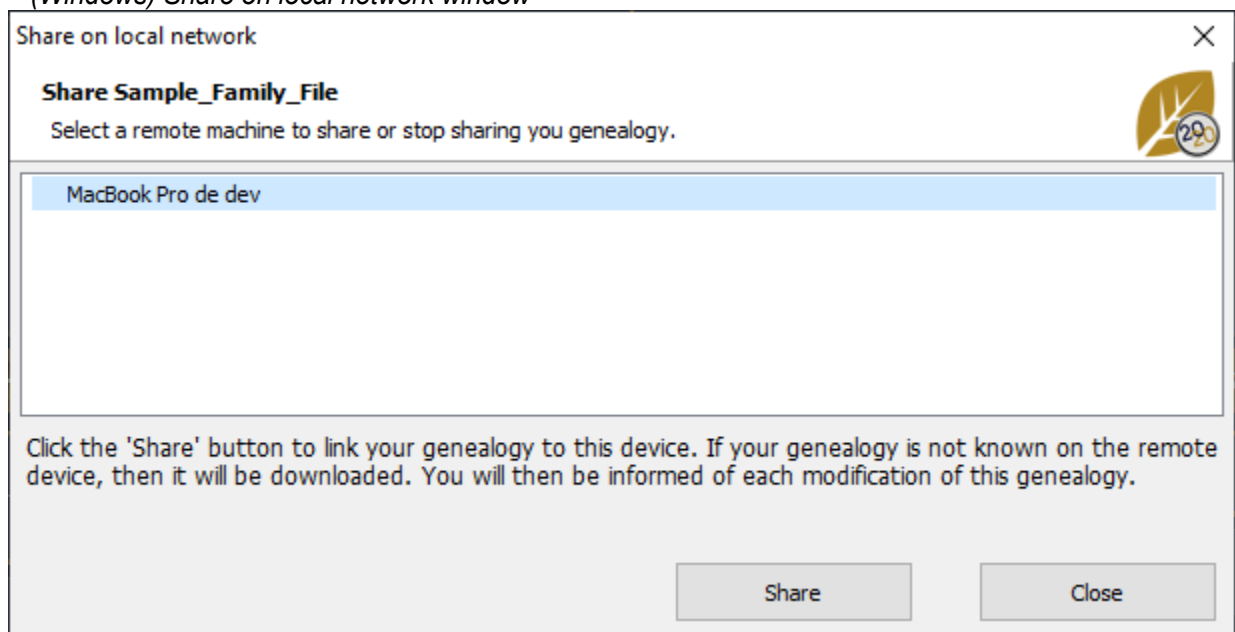 (Windows) Share on local network window
Share on local network
Share Sample_Family_File
Select a remote machine to share or stop sharing you genealogy.
2020
MacBook Pro de dev
Click the 'Share' button to link your genealogy to this device. If your genealogy is not known on the remote
device, then it will be downloaded. You will then be informed of each modification of this genealogy.
Share
Close